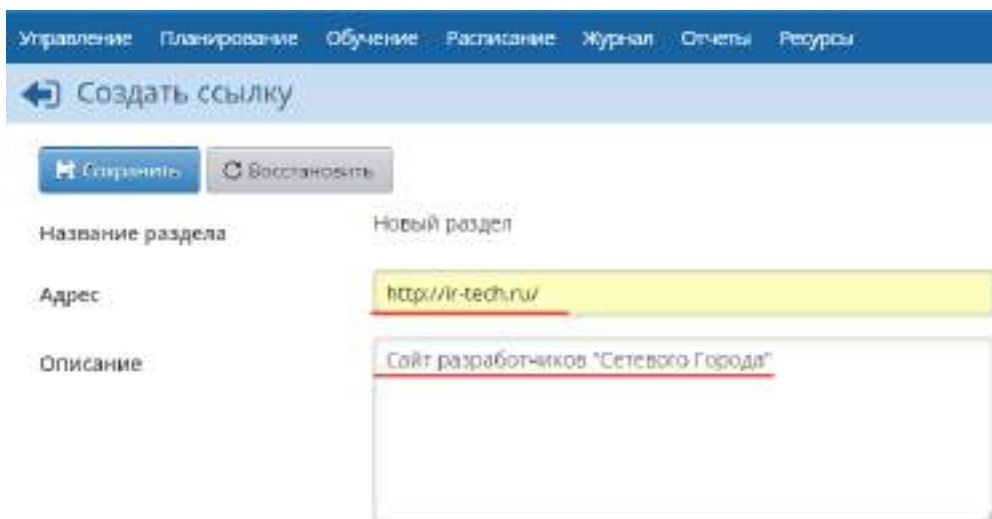 Управление Планирование Обучение Расписание Журнал Отчеты Ресурсы
Создать ссылку
Сохранить Восстановить
Название раздела Новый раздел
Адрес http://ir-tech.ru/
Описание Сайт разработчиков "Сетевого Города"